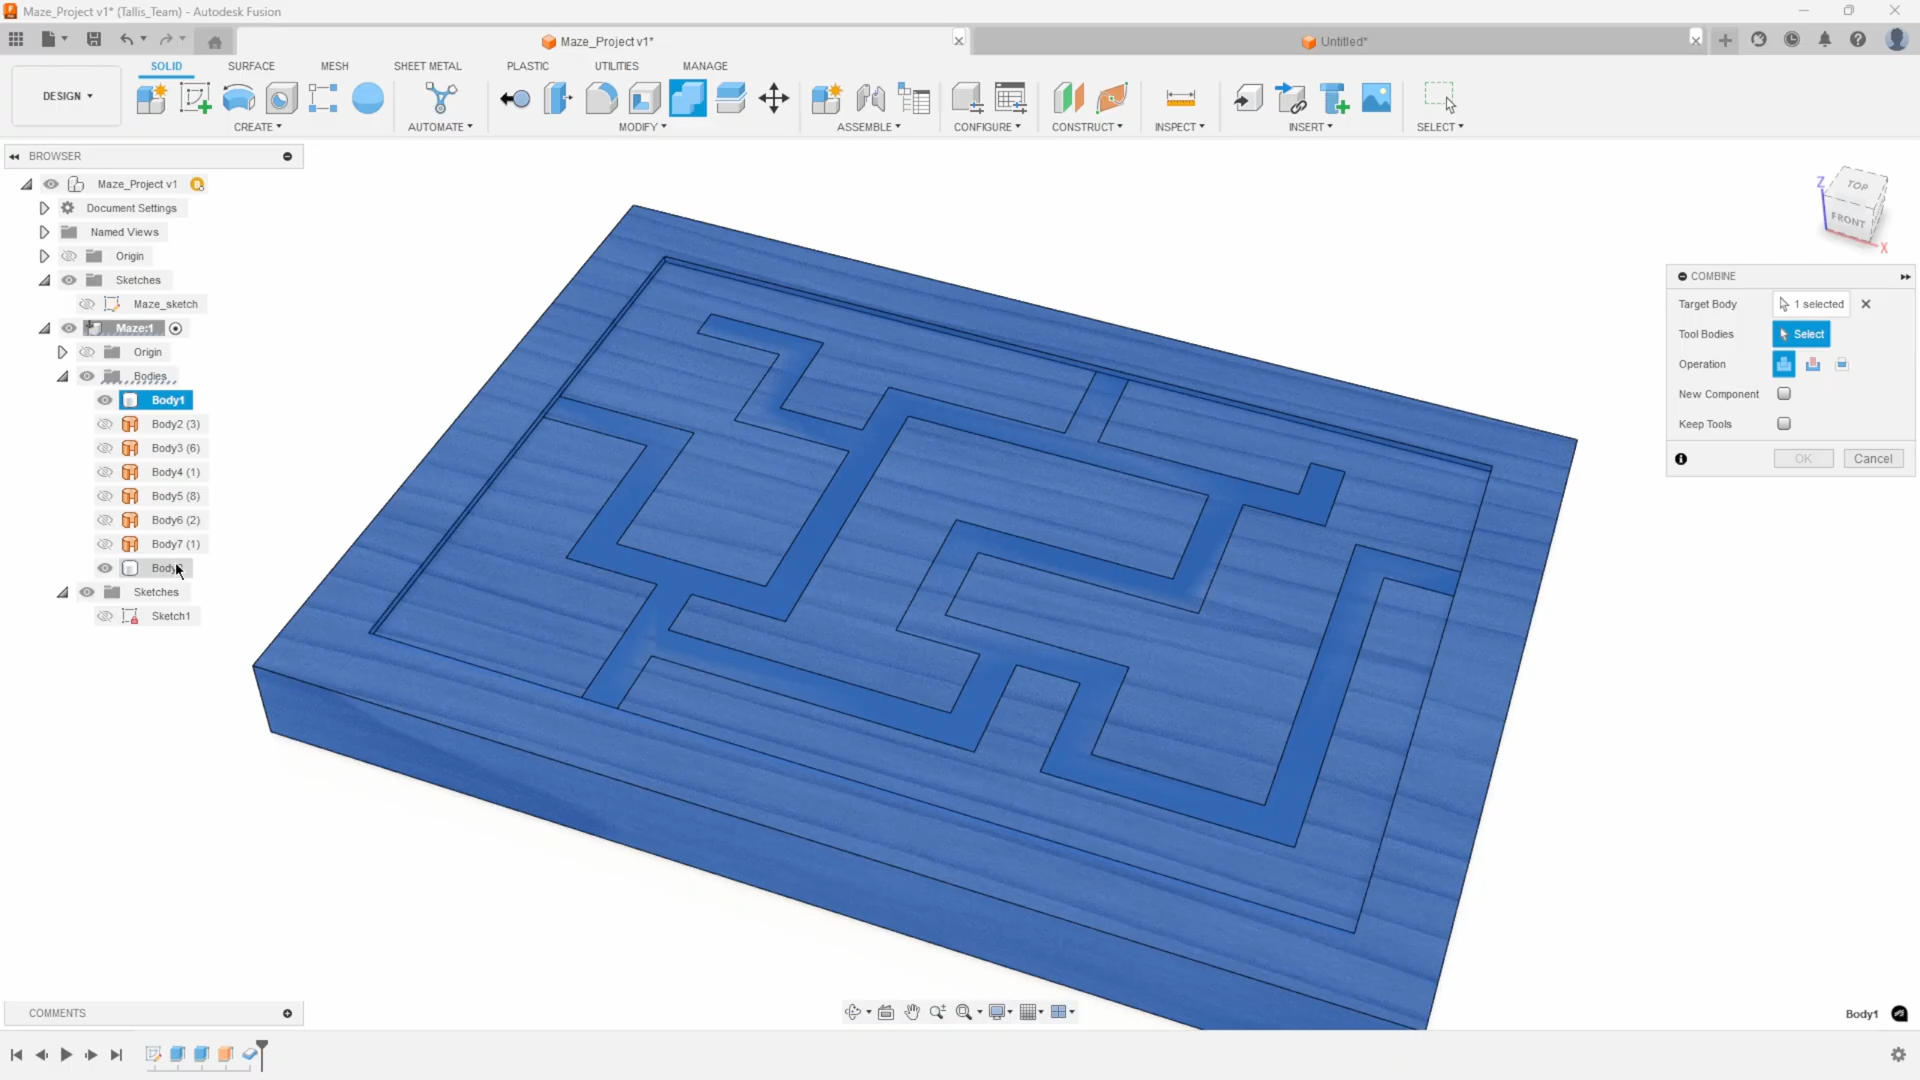 Maze_Project v1* (Tallis_Team) - Autodesk Fusion
Maze_Project v1*
Untitled*
DESIGN
SOLID
SURFACE
MESH
SHEET METAL
PLASTIC
UTILITIES
MANAGE
CREATE
AUTOMATE
MODIFY
ASSEMBLE
CONFIGURE
CONSTRUCT
INSPECT
INSERT
SELECT
BROWSER
Maze_Project v1
Document Settings
Named Views
Origin
Sketches
Maze_sketch
Maze:1
Origin
Bodies
Body1
Body2 (3)
Body3 (6)
Body4 (1)
Body5 (8)
Body6 (2)
Body7 (1)
Sketches
Sketch1
TOP
FRONT
Z
X
COMBINE
Target Body
1 selected
Tool Bodies
Select
Operation
New Component
Keep Tools
OK
Cancel
COMMENTS
Body1